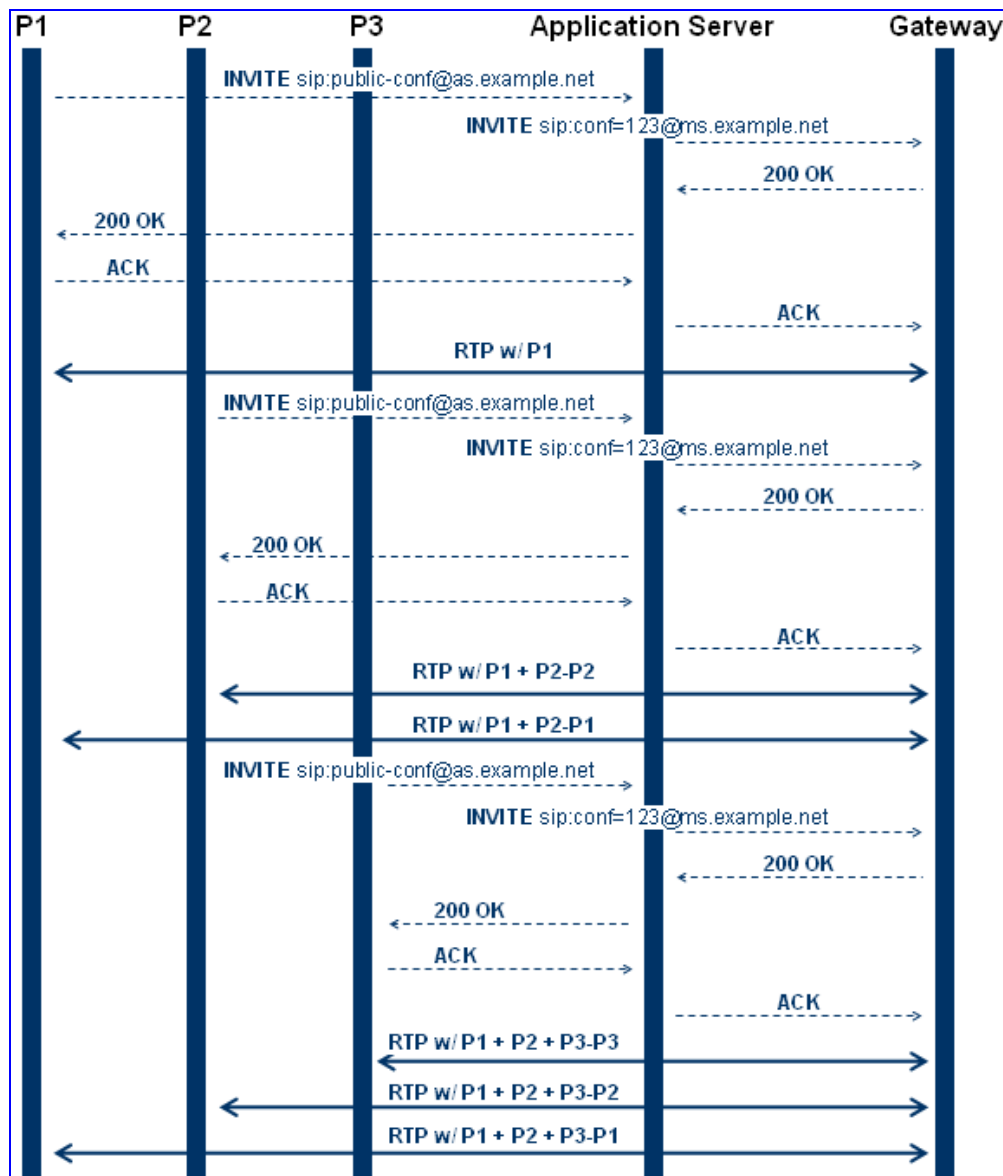 P1 P2 P3 Application Server Gateway
INVITE sip:public-conf@as.example.net
INVITE sip:conf=123@ms.example.net
200 OK
200 OK
ACK
ACK
RTP w/ P1
INVITE sip:public-conf@as.example.net
INVITE sip:conf=123@ms.example.net
200 OK
200 OK
ACK
ACK
RTP w/ P1 + P2-P2
RTP w/ P1 + P2-P1
INVITE sip:public-conf@as.example.net
INVITE sip:conf=123@ms.example.net
200 OK
200 OK
ACK
ACK
RTP w/ P1 + P2 + P3-P3
RTP w/ P1 + P2 + P3-P2
RTP w/ P1 + P2 + P3-P1